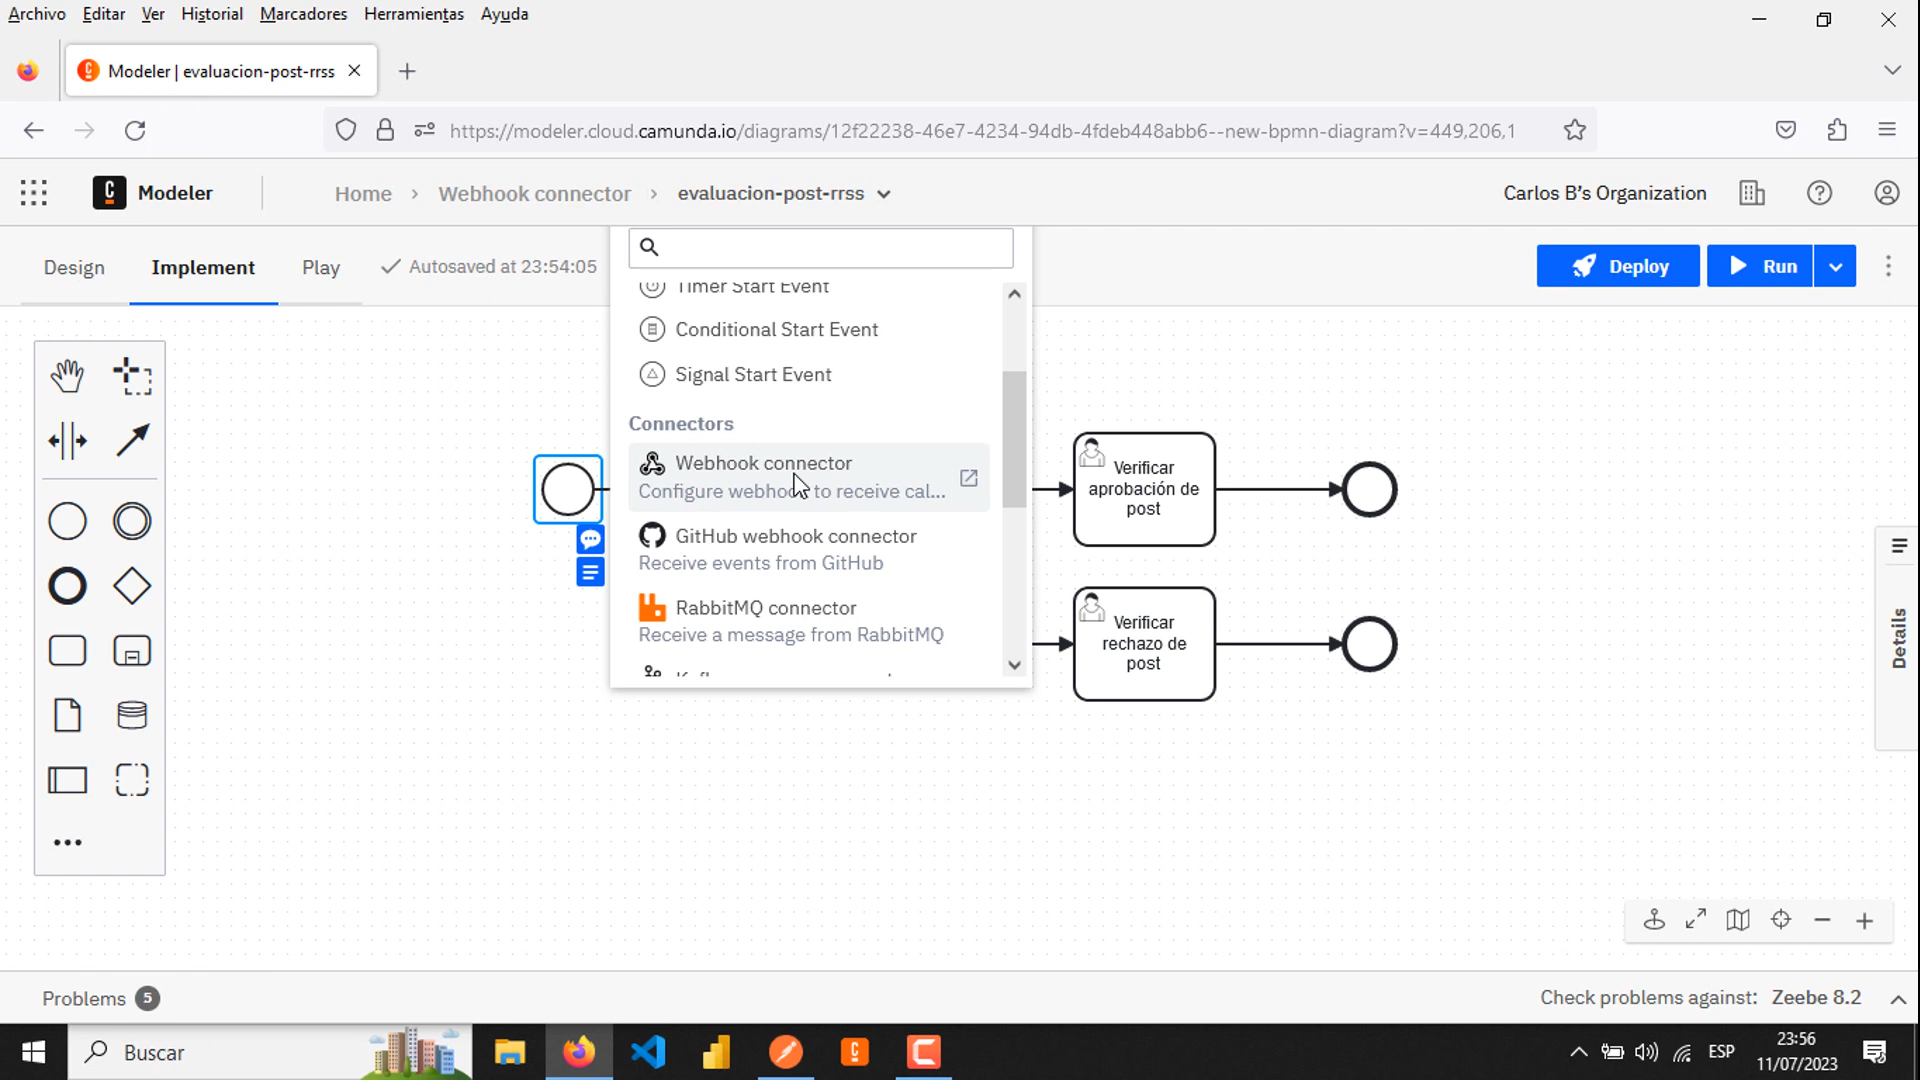 Archivo Editar Ver Historial Marcadores Herramientas Ayuda
Modeler | evaluacion-post-rrss
https://modeler.cloud.camunda.io/diagrams/12f22238-46e7-4234-94db-4fdeb448abb6--new-bpmn-diagram?v=449,206,1
Modeler
Home > Webhook connector > evaluacion-post-rrss
Carlos B's Organization
Design Implement Play
Autosaved at 23:54:05
Deploy Run
Timer Start Event
Conditional Start Event
Signal Start Event
Connectors
Webhook connector
Configure webhook to receive cal...
GitHub webhook connector
Receive events from GitHub
RabbitMQ connector
Receive a message from RabbitMQ
Verificar
aprobación de
post
Verificar
rechazo de
post
Details
Problems 5
Check problems against: Zeebe 8.2
Buscar
ESP
23:56
11/07/2023